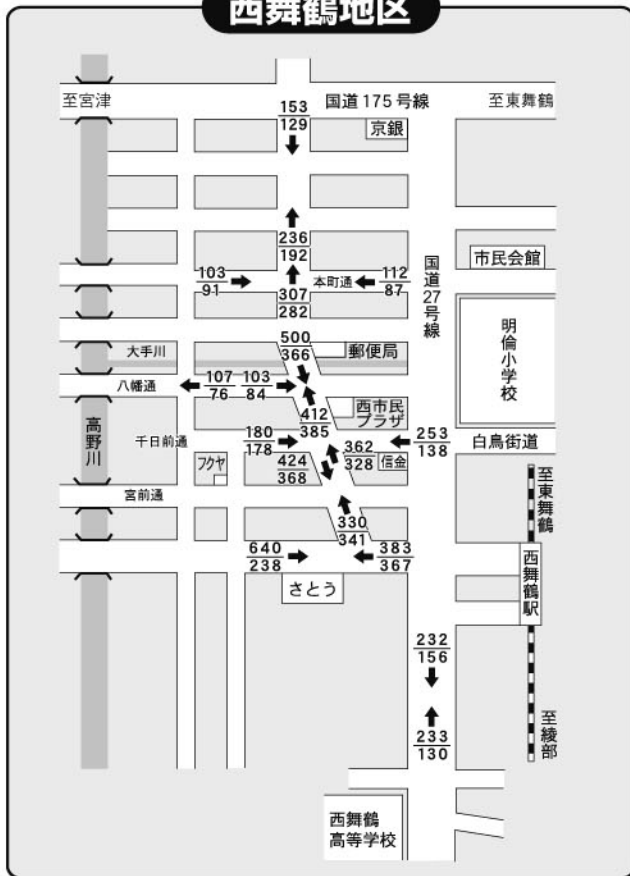 西舞鶴地区
至宮津
153
129
国道175号線
至東舞鶴
京銀
236
192
103
91
本町通
112
87
307
282
国道27号線
市民会館
明倫小学校
500
366
郵便局
大手川
八幡通
107
76
103
84
412
385
西市民
プラザ
高野川
千日前通
180
178
362
328
253
138
白鳥街道
フクヤ
424
368
信金
宮前通
330
341
至東舞鶴
640
238
383
367
さとう
西舞鶴駅
232
156
233
130
至綾部
西舞鶴
高等学校